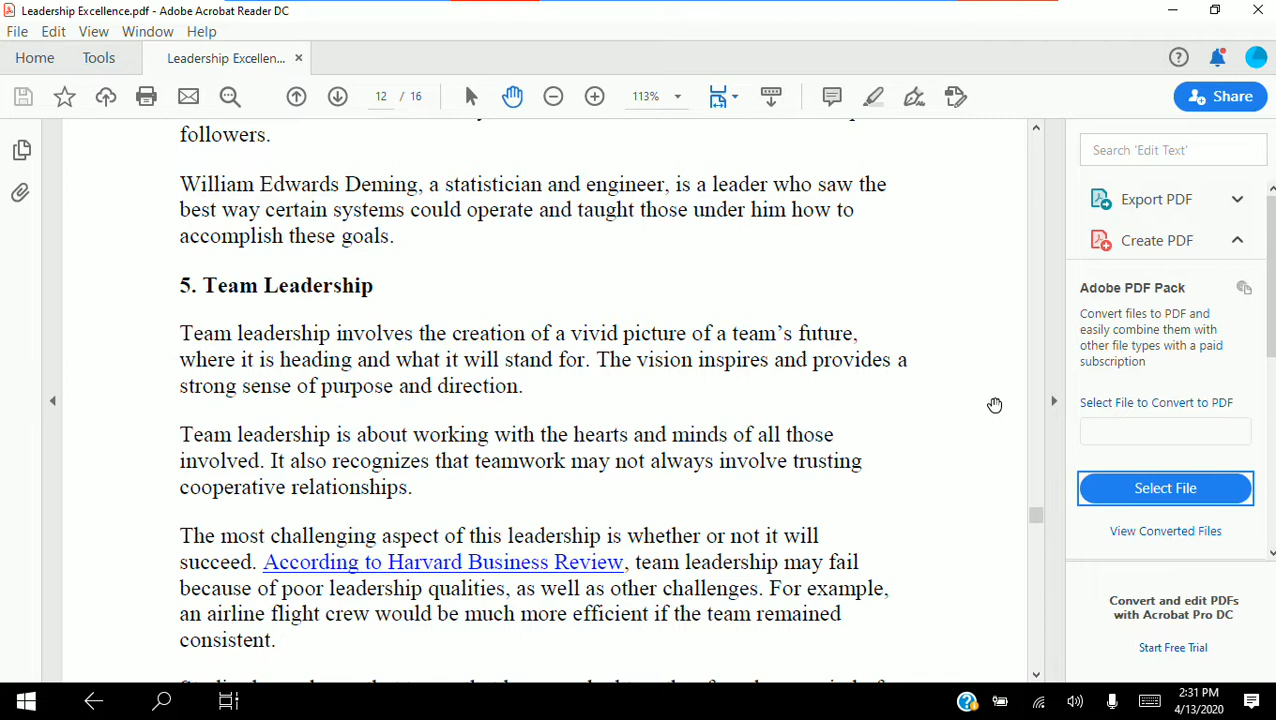 Leadership Excellence.pdf - Adobe Acrobat Reader DC
File Edit View Window Help
Home Tools Leadership Excellen... ×
12 / 16 113% Share
followers.
William Edwards Deming, a statistician and engineer, is a leader who saw the
best way certain systems could operate and taught those under him how to
accomplish these goals.
5. Team Leadership
Team leadership involves the creation of a vivid picture of a team’s future,
where it is heading and what it will stand for. The vision inspires and provides a
strong sense of purpose and direction.
Team leadership is about working with the hearts and minds of all those
involved. It also recognizes that teamwork may not always involve trusting
cooperative relationships.
The most challenging aspect of this leadership is whether or not it will
succeed. According to Harvard Business Review, team leadership may fail
because of poor leadership qualities, as well as other challenges. For example,
an airline flight crew would be much more efficient if the team remained
consistent.
Search 'Edit Text'
Export PDF
Create PDF
Adobe PDF Pack
Convert files to PDF and
easily combine them with
other file types with a paid
subscription
Select File to Convert to PDF
Select File
View Converted Files
Convert and edit PDFs
with Acrobat Pro DC
Start Free Trial
2:31 PM
4/13/2020